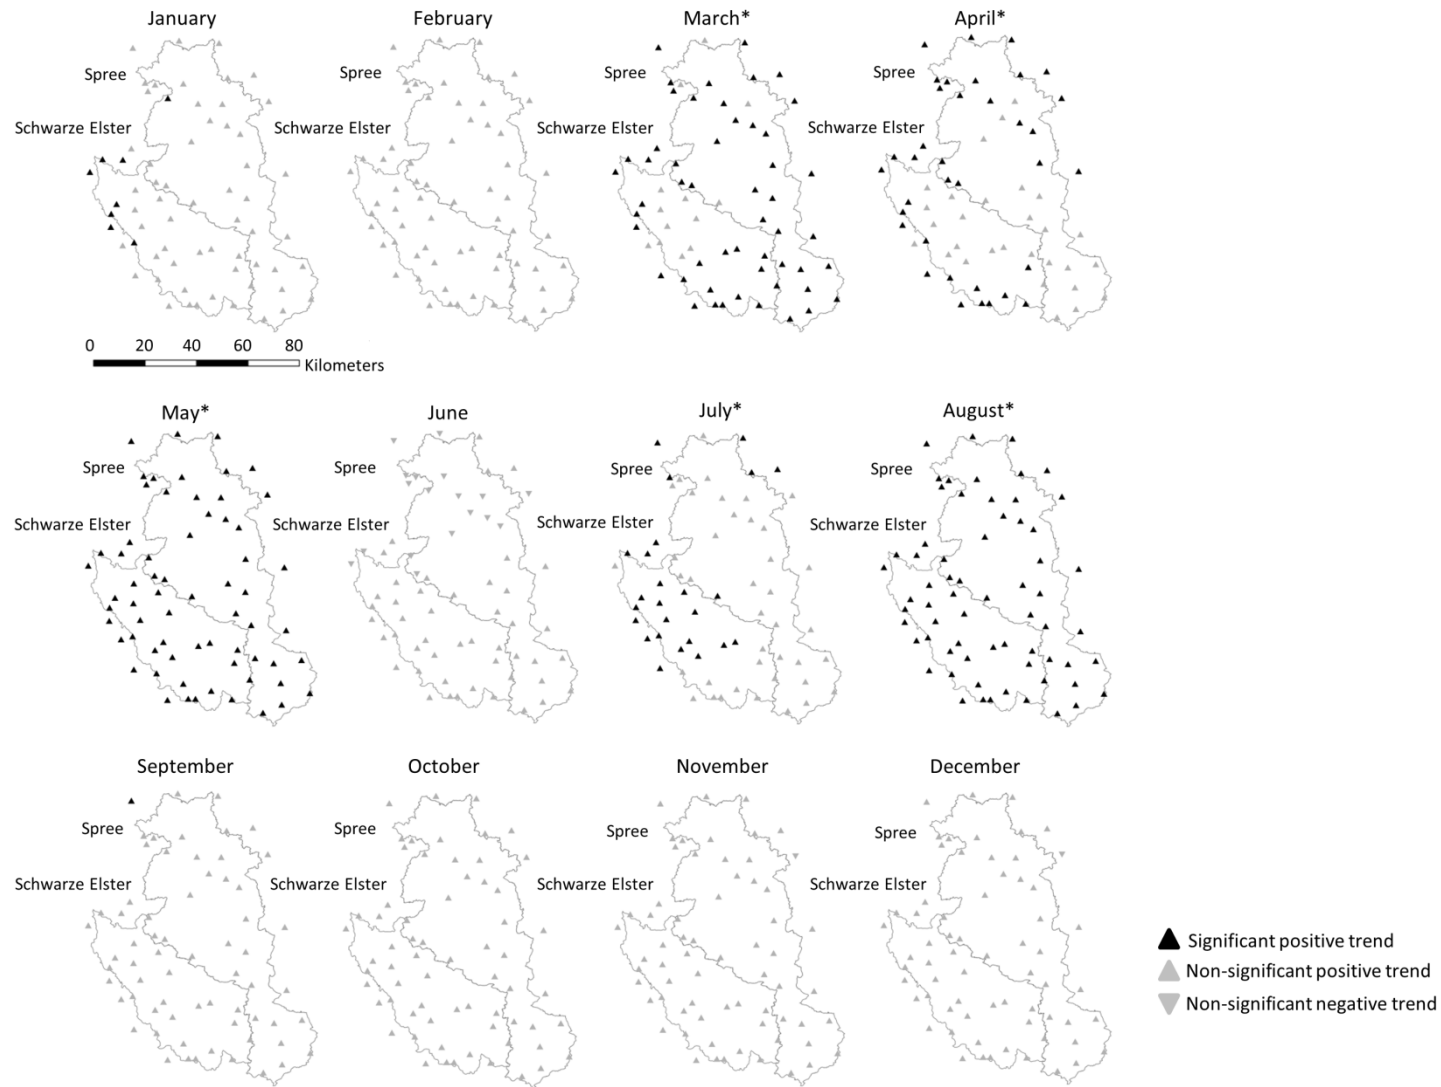 January
February
March*
April*
Spree
Spree
Spree
Spree
Schwarze Elster
Schwarze Elster
Schwarze Elster
Schwarze Elster
0 20 40 60 80
Kilometers
May*
June
July*
August*
Spree
Spree
Spree
Spree
Schwarze Elster
Schwarze Elster
Schwarze Elster
Schwarze Elster
September
October
November
December
Spree
Spree
Spree
Spree
Schwarze Elster
Schwarze Elster
Schwarze Elster
Schwarze Elster
Significant positive trend
Non-significant positive trend
Non-significant negative trend